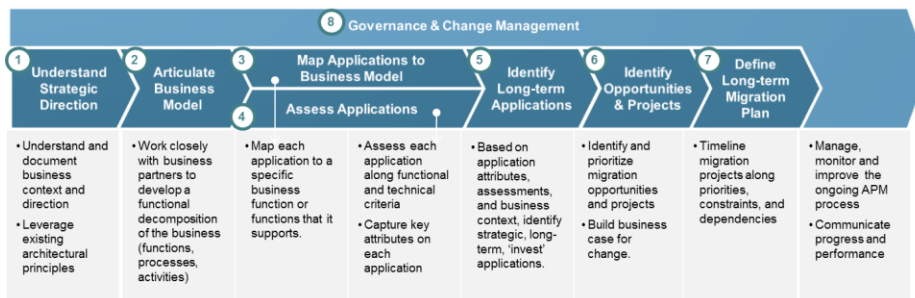 8 Governance & Change Management
1 Understand
Strategic
Direction
2 Articulate
Business
Model
3 Map Applications to
Business Model
4 Assess Applications
5 Identify
Long-term
Applications
6 Identify
Opportunities
& Projects
7 Define
Long-term
Migration
Plan
• Understand and
document
business
context and
direction
• Leverage
existing
architectural
principles
• Work closely
with business
partners to
develop a
functional
decomposition
of the business
(functions,
processes,
activities)
• Map each
application to a
specific
business
function or
functions that it
supports.
• Assess each
application
along functional
and technical
criteria
• Capture key
attributes on
each
application
• Based on
application
attributes,
assessments,
and business
context, identify
strategic, long-
term, ‘invest’
applications.
• Identify and
prioritize
migration
opportunities
and projects
• Build business
case for
change.
• Timeline
migration
projects along
priorities,
constraints, and
dependencies
• Manage,
monitor and
improve the
ongoing APM
process
• Communicate
progress and
performance